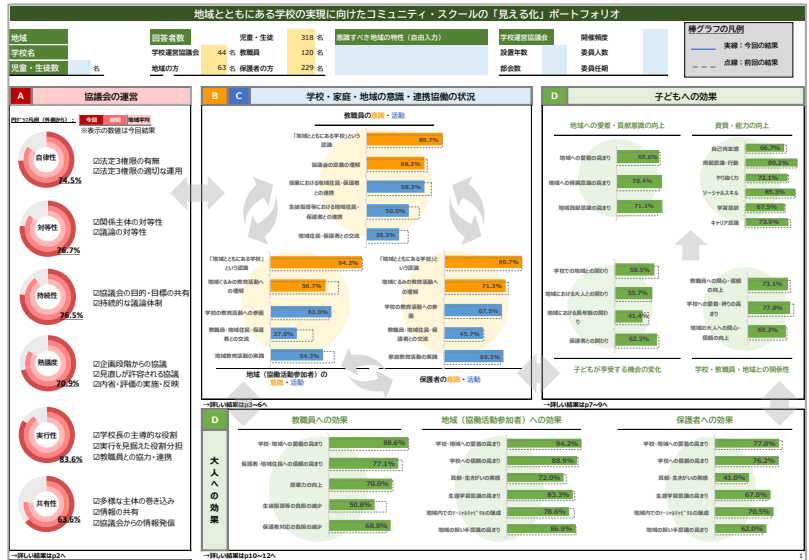 地域とともにある学校の実現に向けたコミュニティ・スクールの「見える化」ポートフォリオ
地域
学校名
児童・生徒数 名
回答者数
児童・生徒 318 名
学校運営協議会 44 名 教職員 120 名
地域の方 63 名 保護者の方 229 名
意識すべき地域の特性（自由入力）
学校運営協議会 開催頻度
設置年数 委員人数
部会数 委員任期
棒グラフの凡例
実線：今回の結果
点線：前回の結果
A 協議会の運営
円グラフ凡例（外側から）： 今回 前回 地域平均
※表示の数値は今回結果
自律性
74.5%
☑法定3権限の有無
☑法定3権限の適切な運用
対等性
76.7%
☑関係主体の対等性
☑議論の対等性
持続性
76.5%
☑協議会の目的・目標の共有
☑持続的な議論体制
熟議度
70.9%
☑企画段階からの協議
☑見直しが許容される協議
☑内省・評価の実施・反映
実行性
83.6%
☑学校長の主導的な役割
☑実行を見据えた役割分担
☑教職員との協力・連携
共有性
63.6%
☑多様な主体の巻き込み
☑情報の共有
☑協議会からの情報発信
→詳しい結果はp2へ
B C 学校・家庭・地域の意識・連携協働の状況
教職員の意識・活動
「地域とともにある学校」という認識 89.7%
協議会の意義の理解 68.3%
授業における地域住民・保護者との連携 68.3%
生徒指導等における地域住民・保護者との連携 50.0%
地域住民・保護者との交流 38.3%
「地域とともにある学校」という認識 94.2%
地域ぐるみの教育活動への理解 56.7%
学校の教育活動への参画 63.0%
教職員・地域住民・保護者との交流 27.0%
地域教育活動の実践 54.3%
地域（協働活動参加者）の
意識・活動
「地域とともにある学校」という認識 90.7%
地域ぐるみの教育活動への理解 71.3%
学校の教育活動への参画 67.5%
教職員・地域住民・保護者との交流 45.7%
家庭教育活動の実践 69.3%
保護者の意識・活動
→詳しい結果はp3~6へ
D 子どもへの効果
地域への愛着・貢献意識の向上
地域への愛着の高まり 65.8%
地域への帰属意識の高まり 70.4%
地域貢献意識の高まり 71.1%
資質・能力の向上
自己肯定感 66.7%
規範意識・行動 89.2%
やり抜く力 72.1%
ソーシャルスキル 85.3%
学習意欲 67.5%
キャリア意識 73.9%
学校での地域との関わり 58.5%
地域における大人との関わり 55.7%
地域における異年齢の関わり 41.4%
保護者との関わり 62.3%
子どもが享受する機会の変化
教職員への関心・信頼の向上 73.1%
学校への愛着・誇りの高まり 77.0%
地域の大人への関心・信頼の向上 69.3%
学校・教職員・地域との関係性
→詳しい結果はp7~9へ
D 大人への効果
教職員への効果
学校・地域への愛着の高まり 88.6%
保護者・地域住民への信頼の高まり 77.1%
授業力の向上 70.0%
生徒指導等の負担の減少 50.8%
保護者対応の負担の減少 68.8%
地域（協働活動参加者）への効果
学校・地域への愛着の高まり 94.2%
学校への信頼の高まり 88.9%
貢献・生きがいの実感 72.0%
生涯学習意識の高まり 83.3%
地域内でのソーシャルキャピタルの醸成 78.6%
地域の担い手意識の高まり 86.9%
保護者への効果
学校・地域への愛着の高まり 77.0%
学校への信頼の高まり 76.2%
貢献・生きがいの実感 41.0%
生涯学習意識の高まり 67.0%
地域内でのソーシャルキャピタルの醸成 70.5%
地域の担い手意識の高まり 62.0%
→詳しい結果はp10~12へ
1